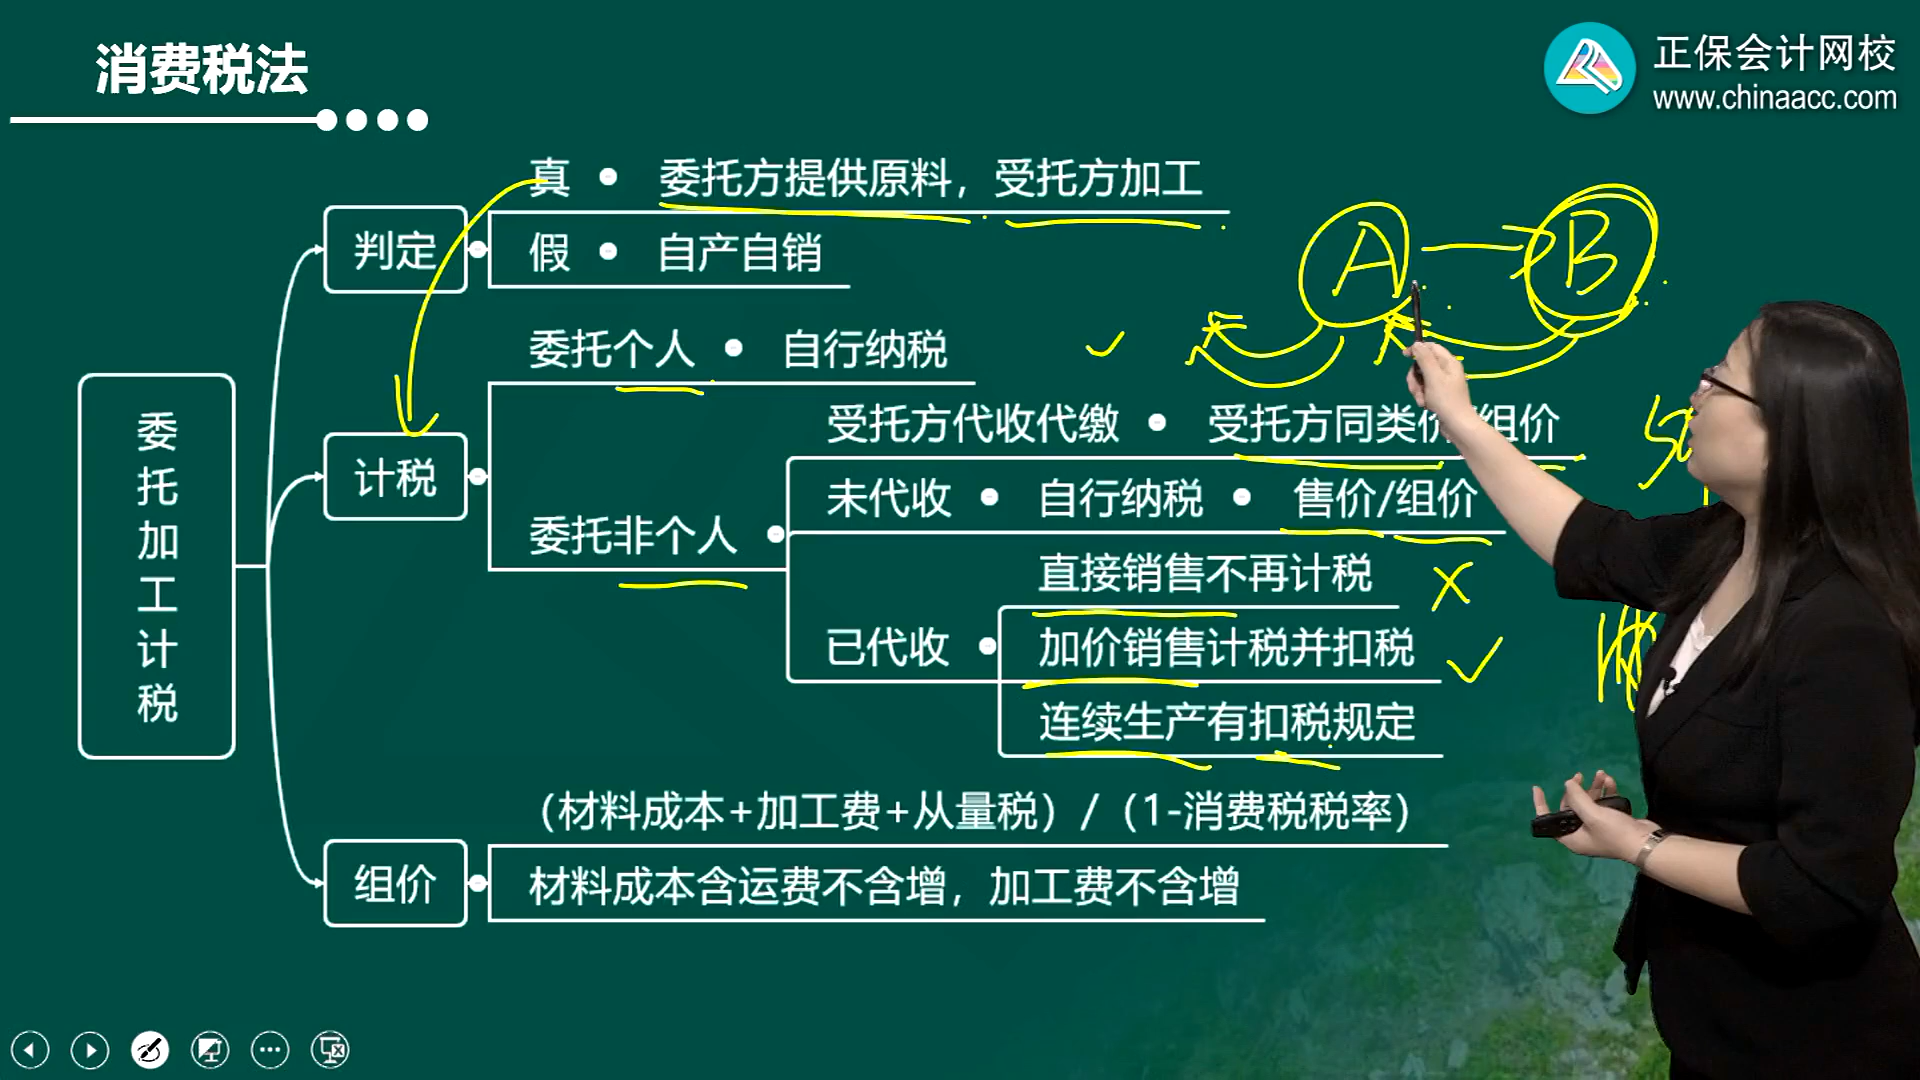 消费税法
正保会计网校
www.chinaacc.com
委托加工计税
判定
真 • 委托方提供原料，受托方加工
假 • 自产自销
A
B
计税
委托个人 • 自行纳税
委托非个人
受托方代收代缴 • 受托方同类价/组价
未代收 • 自行纳税 • 售价/组价
已代收
直接销售不再计税
加价销售计税并扣税
连续生产有扣税规定
组价
（材料成本+加工费+从量税）/（1-消费税税率）
材料成本含运费不含增，加工费不含增